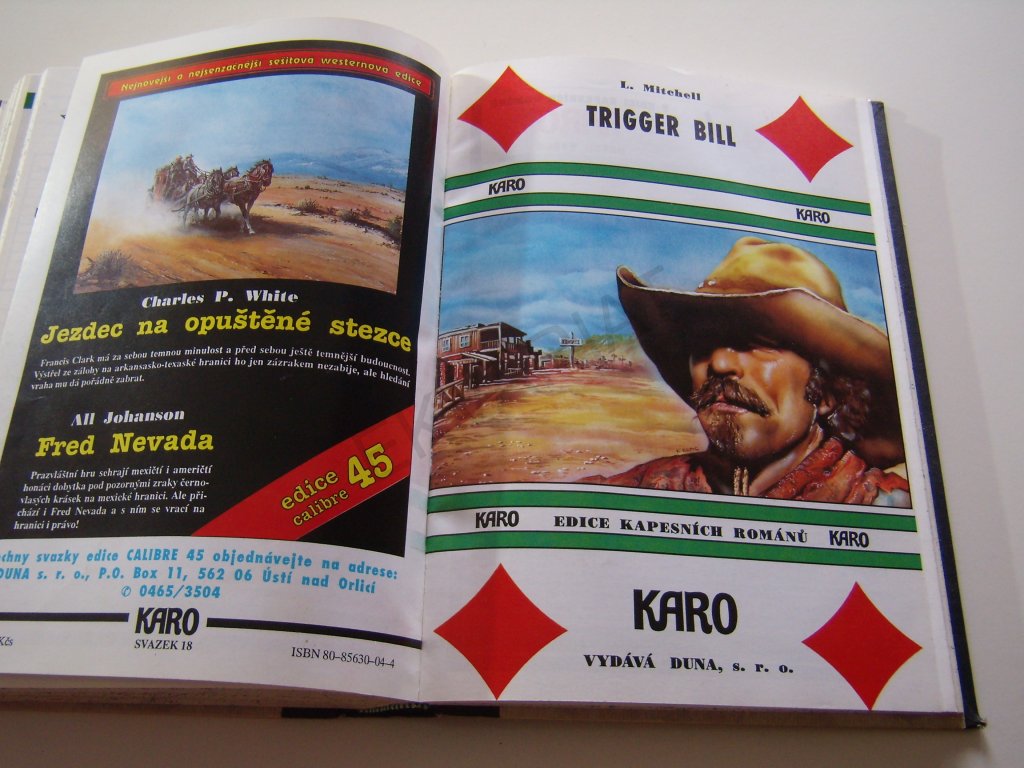 Nejnovější a nejsenzačnější sešitová westernová edice
Charles P. White
Jezdec na opuštěné stezce
Francis Clark má za sebou temnou minulost a před sebou ještě temnější budoucnost.
Výstřel ze zálohy na arkansasko-texaské hranici ho jen zázrakem nezabije, ale hledání
vraha mu dá pořádně zabrat.
All Johanson
Fred Nevada
Prazvláštní hru sehrají mexičtí i američtí
honáci dobytka pod pozornými zraky černo-
vlasých krásek na mexické hranici. Ale při-
chází i Fred Nevada a s ním se vrací na
hranici i právo!
edice
calibre 45
svazky edice CALIBRE 45 objednávejte na adrese:
DUNA s. r. o., P.O. Box 11, 562 06 Ústí nad Orlicí
✆ 0465/3504
Kčs
KARO
SVAZEK 18
ISBN 80–85630–04–4
L. Mitchell
TRIGGER BILL
KARO
KARO
KARO EDICE KAPESNÍCH ROMÁNŮ KARO
KARO
VYDÁVÁ DUNA, s. r. o.